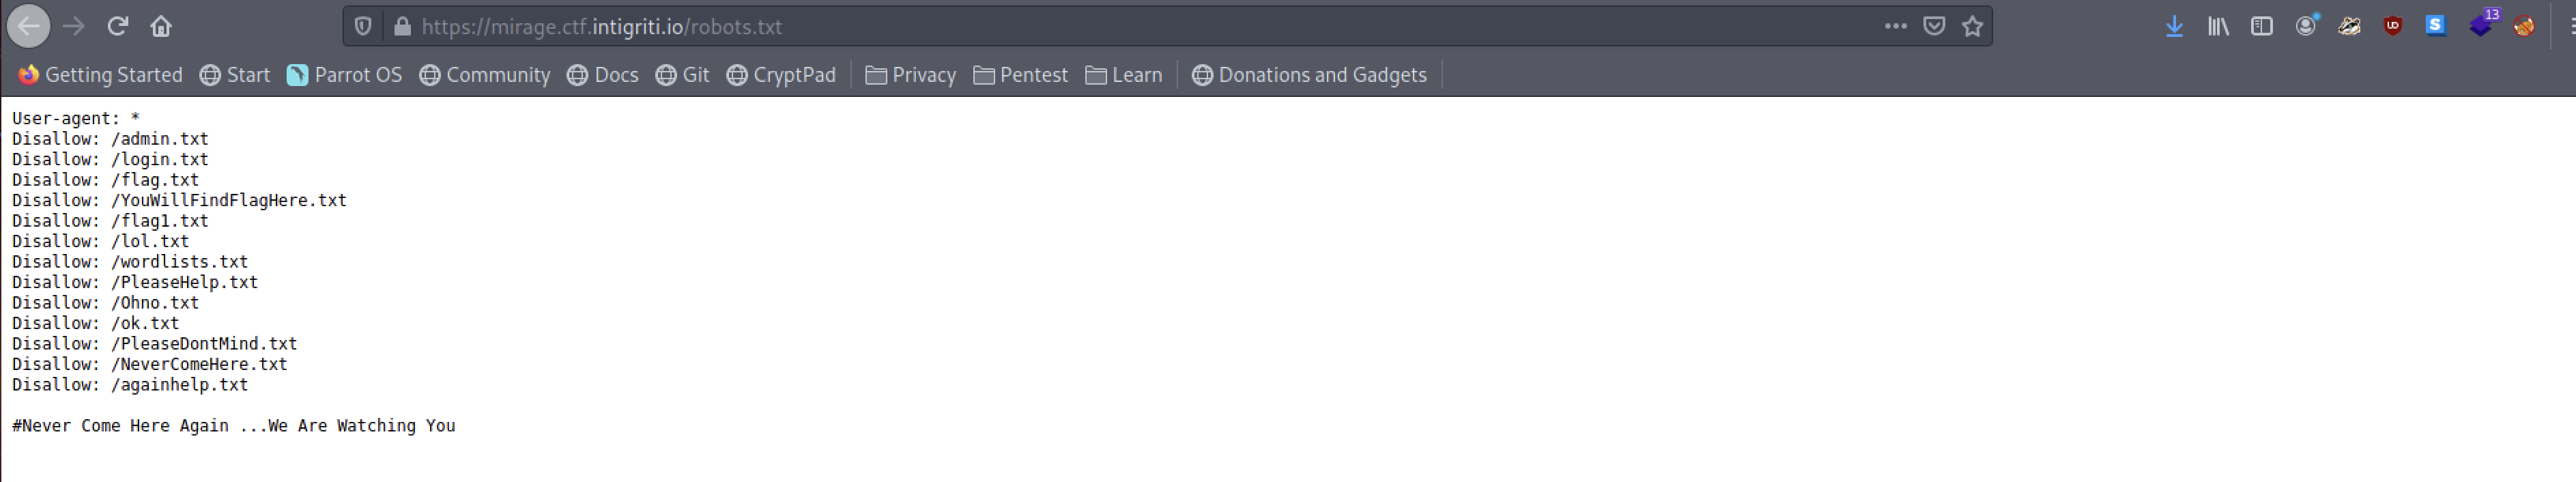 https://mirage.ctf.intigriti.io/robots.txt
13
Getting Started Start Parrot OS Community Docs Git CryptPad Privacy Pentest Learn Donations and Gadgets
User-agent: *
Disallow: /admin.txt
Disallow: /login.txt
Disallow: /flag.txt
Disallow: /YouWillFindFlagHere.txt
Disallow: /flag1.txt
Disallow: /lol.txt
Disallow: /wordlists.txt
Disallow: /PleaseHelp.txt
Disallow: /Ohno.txt
Disallow: /ok.txt
Disallow: /PleaseDontMind.txt
Disallow: /NeverComeHere.txt
Disallow: /againhelp.txt
#Never Come Here Again ...We Are Watching You